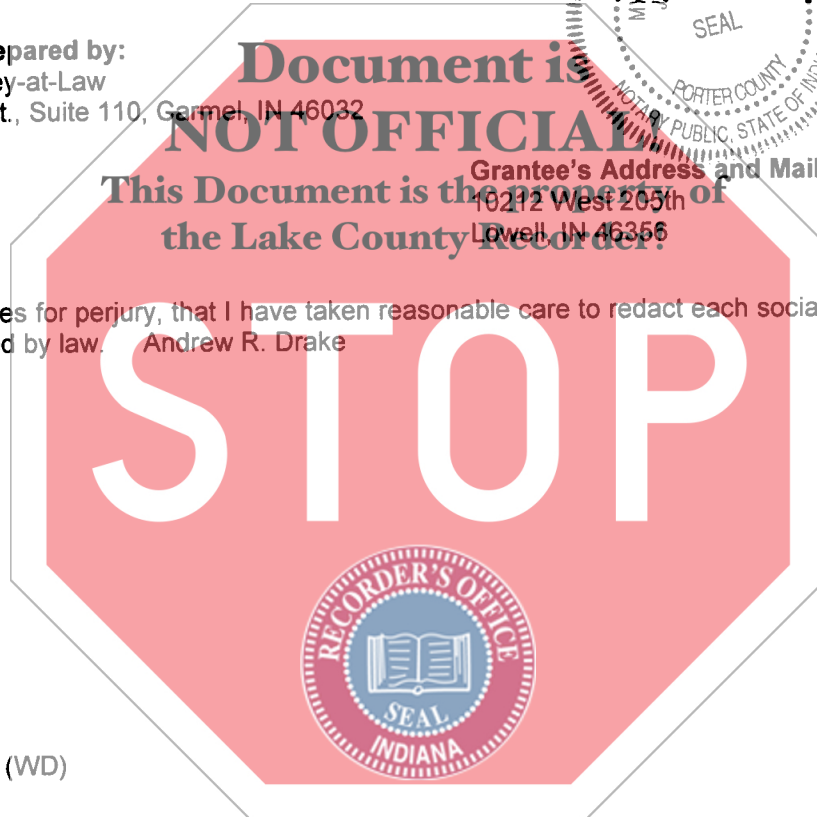 SEAL
PORTER COUNTY
NOTARY PUBLIC, STATE OF IND
epared by:
ey-at-Law
t., Suite 110, Carmel, IN 46032
Document is
NOT OFFICIAL!
This Document is the property of
the Lake County Recorder!
Grantee's Address and Mail
10212 West 205th
Lowell, IN 46356
es for perjury, that I have taken reasonable care to redact each socia
d by law. Andrew R. Drake
STOP
RECORDER'S OFFICE
SEAL
INDIANA
(WD)